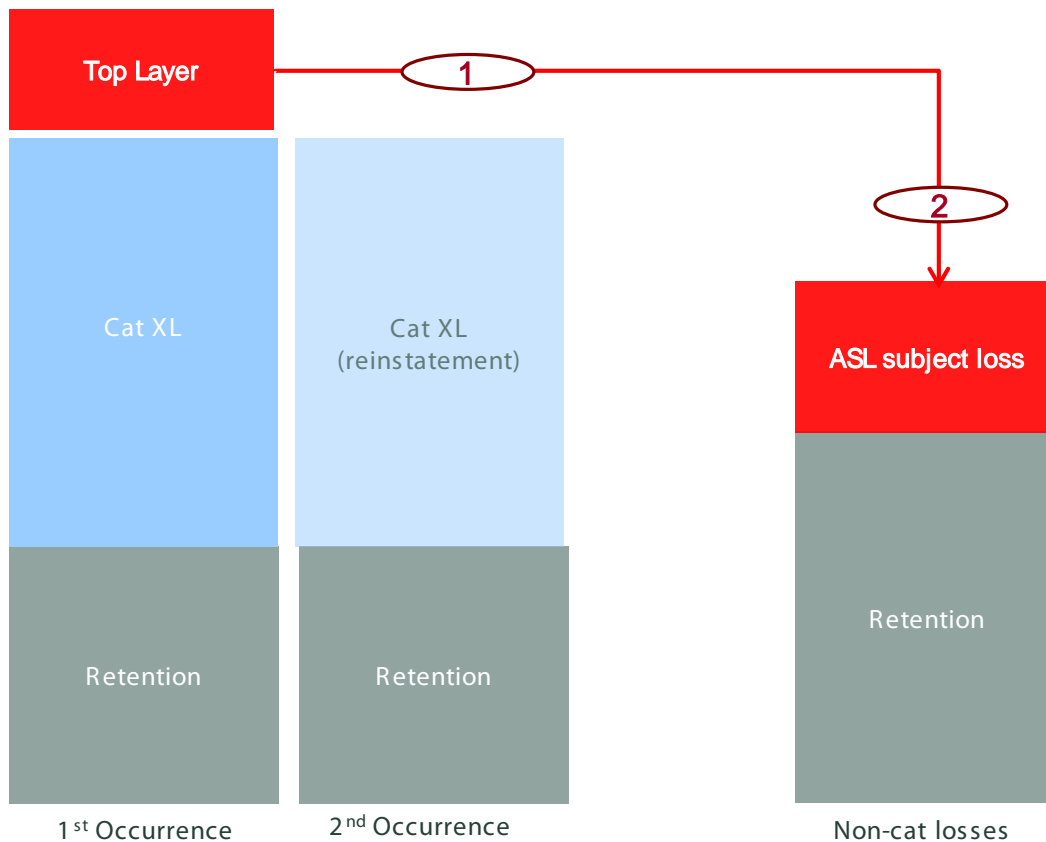 Top Layer
1
2
Cat XL
Cat XL
(reinstatement)
ASL subject loss
Retention
Retention
Retention
1st Occurrence
2nd Occurrence
Non-cat losses